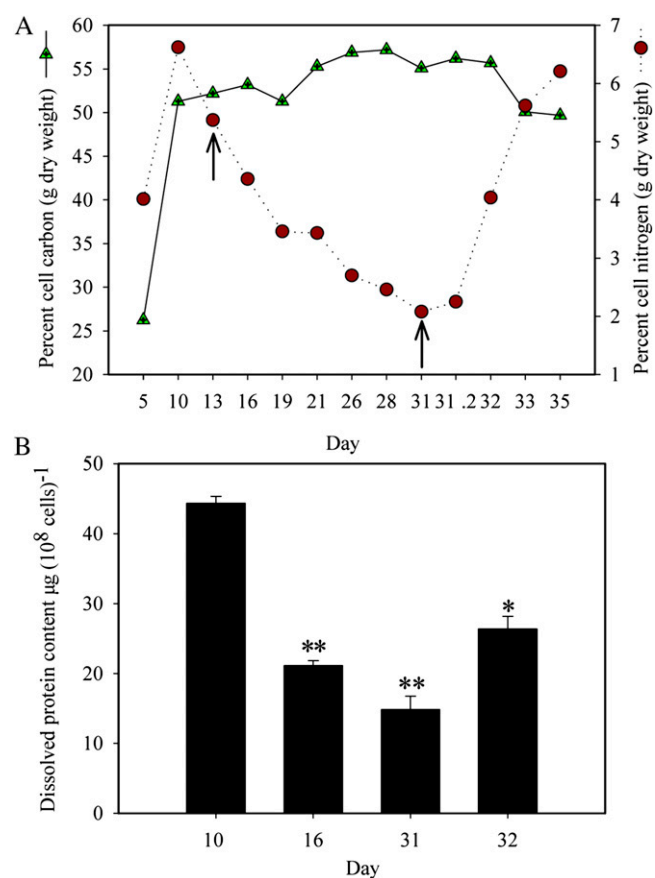 A
Percent cell carbon (g dry weight)
60
55
50
45
40
35
30
25
20
7
6
5
4
3
2
1
Percent cell nitrogen (g dry weight)
5 10 13 16 19 21 26 28 31 31 .2 32 33 35
Day
B
Dissolved protein content µg (10⁸ cells)⁻¹
50
40
30
20
10
0
**
**
*
10 16 31 32
Day